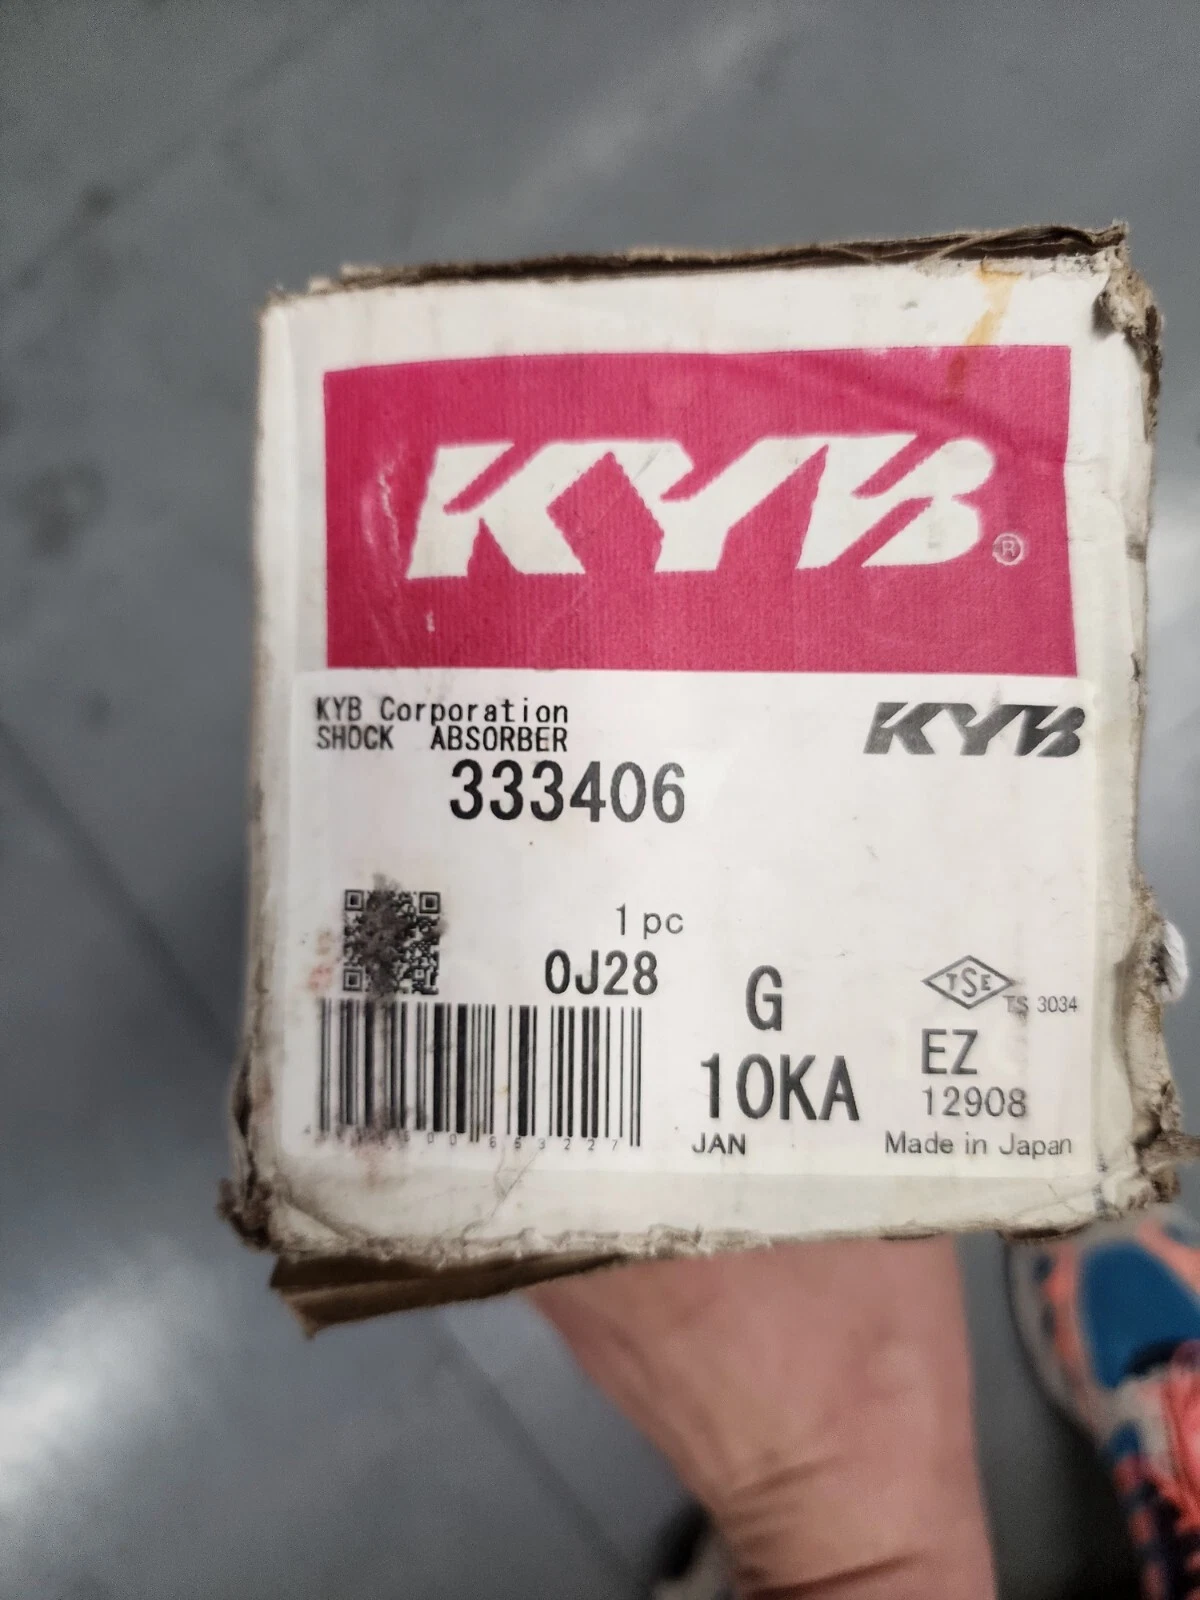 KYB®
KYB Corporation
SHOCK ABSORBER
KYB
333406
1 pc
0J28
G
TSE
TS 3034
EZ
10KA
12908
JAN
Made in Japan